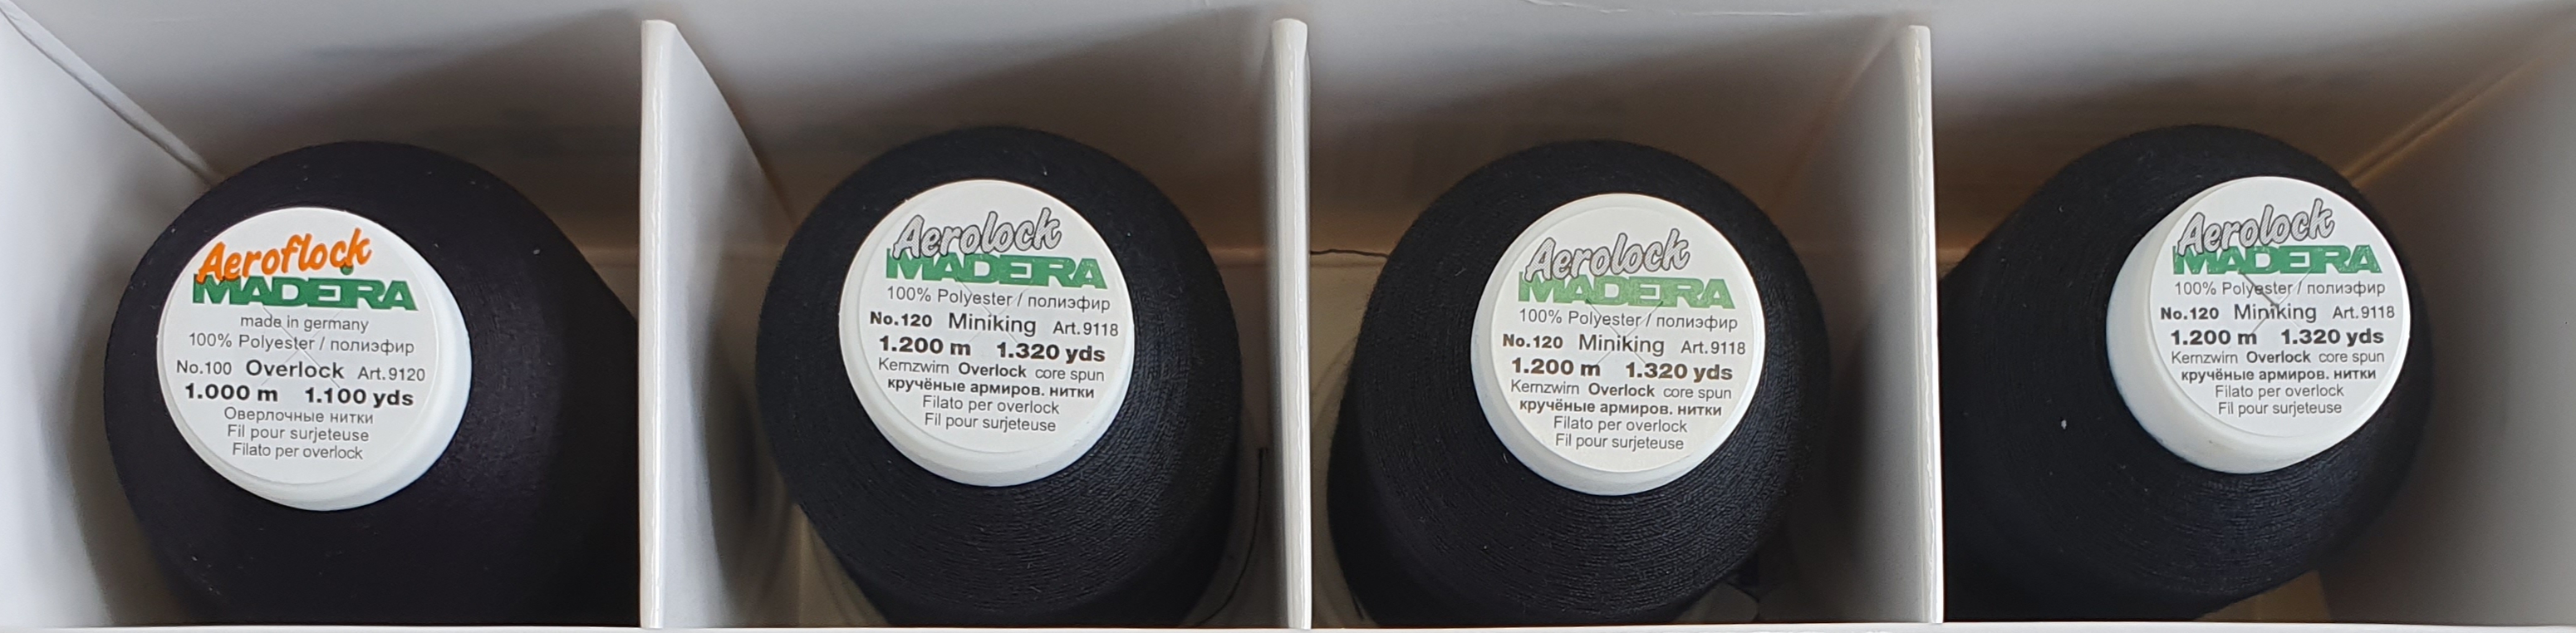 Aeroflock
MADEIRA
made in germany
100% Polyester / полиэфир
No.100 Overlock Art.9120
1.000 m 1.100 yds
Оверлочные нитки
Fil pour surjeteuse
Filato per overlock
Aerolock
MADEIRA
100% Polyester / полиэфир
No.120 Miniking Art.9118
1.200 m 1.320 yds
Kernzwirn Overlock core spun
кручёные армиров. нитки
Filato per overlock
Fil pour surjeteuse
Aerolock
MADEIRA
100% Polyester / полиэфир
No.120 Miniking Art.9118
1.200 m 1.320 yds
Kernzwirn Overlock core spun
кручёные армиров. нитки
Filato per overlock
Fil pour surjeteuse
Aerolock
MADEIRA
100% Polyester / полиэфир
No.120 Miniking Art.9118
1.200 m 1.320 yds
Kernzwirn Overlock core spun
кручёные армиров. нитки
Filato per overlock
Fil pour surjeteuse